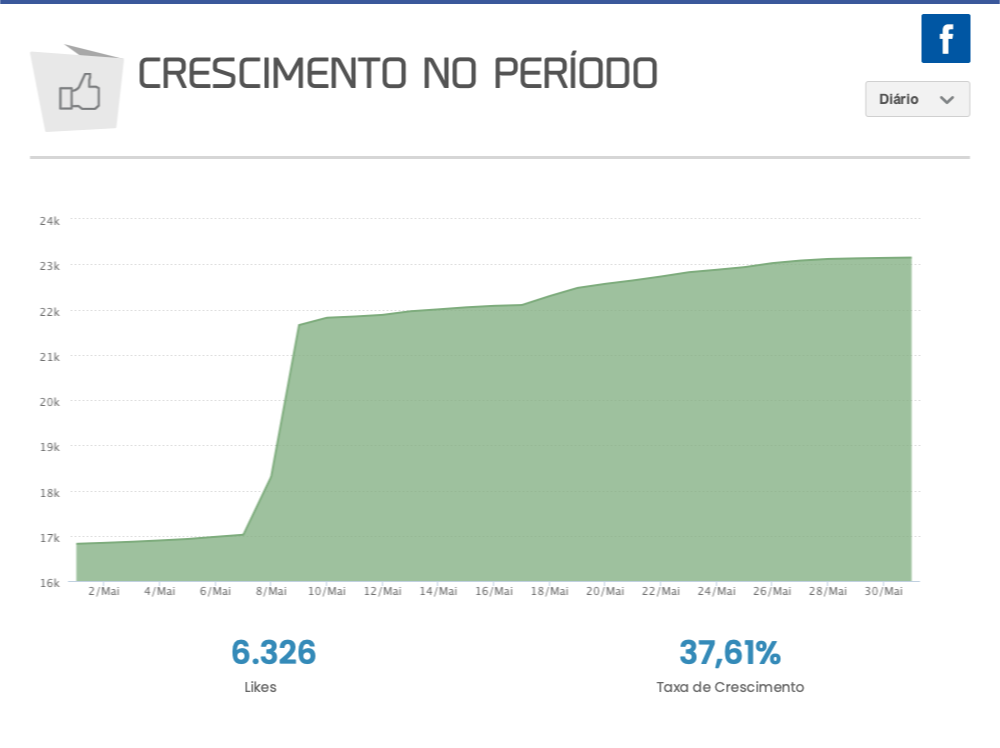 f
CRESCIMENTO NO PERÍODO
Diário
24k
23k
22k
21k
20k
19k
18k
17k
16k
2/Mai 4/Mai 6/Mai 8/Mai 10/Mai 12/Mai 14/Mai 16/Mai 18/Mai 20/Mai 22/Mai 24/Mai 26/Mai 28/Mai 30/Mai
6.326 37,61%
Likes Taxa de Crescimento